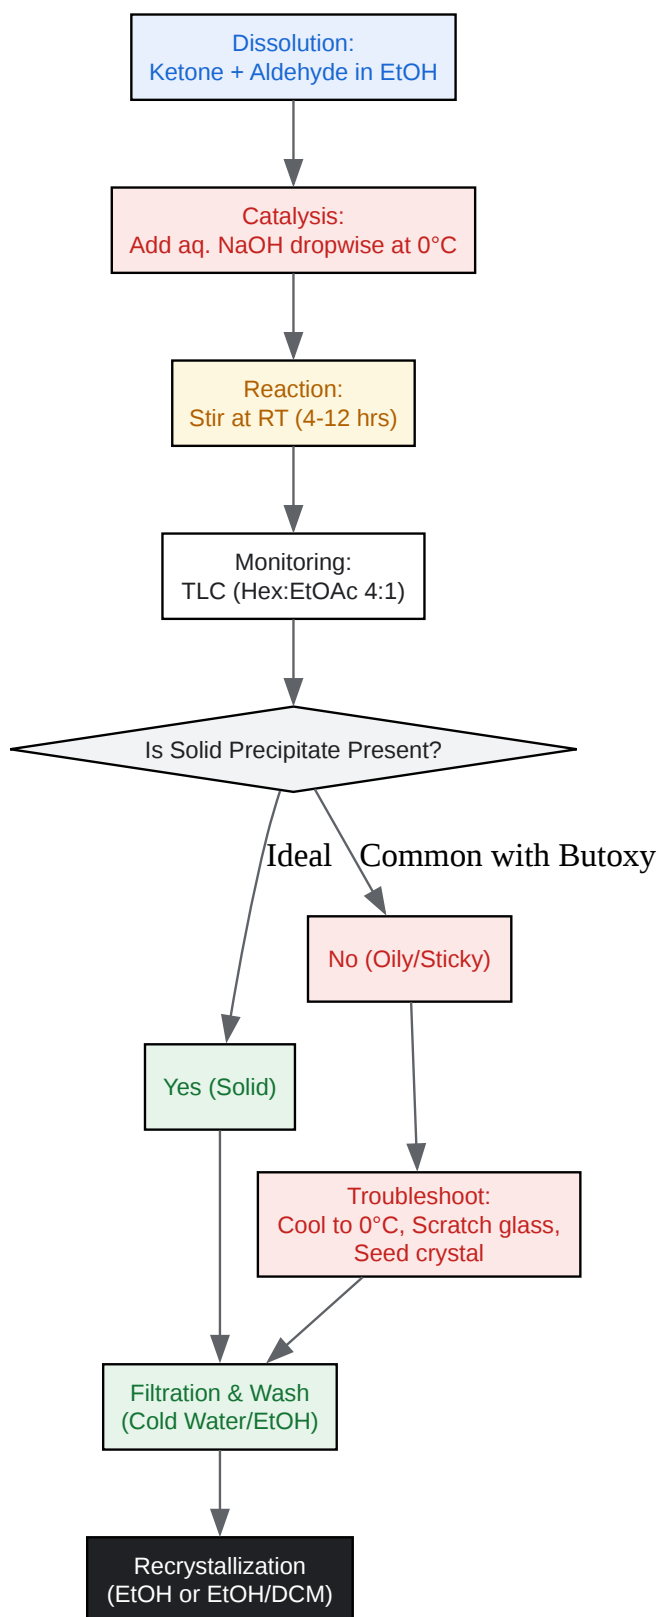 Dissolution:
Ketone + Aldehyde in EtOH
Catalysis:
Add aq. NaOH dropwise at 0°C
Reaction:
Stir at RT (4-12 hrs)
Monitoring:
TLC (Hex:EtOAc 4:1)
Is Solid Precipitate Present?
Ideal
Common with Butoxy
No (Oily/Sticky)
Yes (Solid)
Troubleshoot:
Cool to 0°C, Scratch glass,
Seed crystal
Filtration & Wash
(Cold Water/EtOH)
Recrystallization
(EtOH or EtOH/DCM)